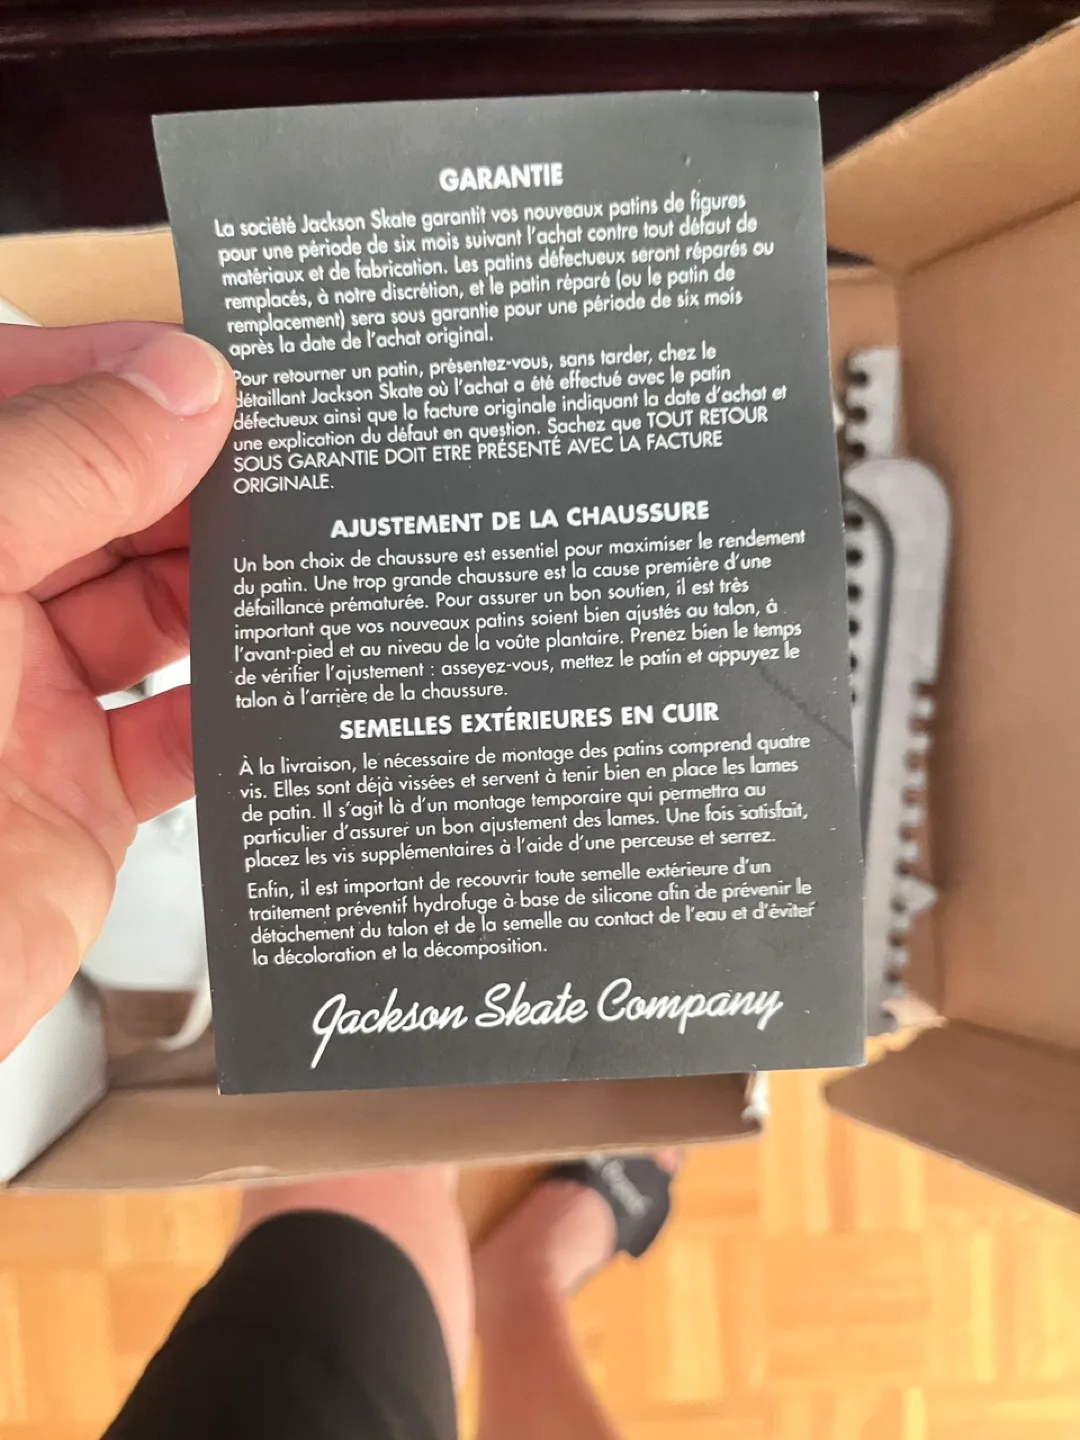 GARANTIE
La société Jackson Skate garantit vos nouveaux patins de figures
pour une période de six mois suivant l'achat contre tout défaut de
matériaux et de fabrication. Les patins défectueux seront réparés ou
remplacés, à notre discrétion, et le patin réparé (ou le patin de
remplacement) sera sous garantie pour une période de six mois
après la date de l'achat original.
Pour retourner un patin, présentez-vous, sans tarder, chez le
détaillant Jackson Skate où l'achat a été effectué avec le patin
défectueux ainsi que la facture originale indiquant la date d'achat et
une explication du défaut en question. Sachez que TOUT RETOUR
SOUS GARANTIE DOIT ETRE PRÉSENTÉ AVEC LA FACTURE
ORIGINALE.
AJUSTEMENT DE LA CHAUSSURE
Un bon choix de chaussure est essentiel pour maximiser le rendement
du patin. Une trop grande chaussure est la cause première d'une
défaillance prématurée. Pour assurer un bon soutien, il est très
important que vos nouveaux patins soient bien ajustés au talon, à
l'avant-pied et au niveau de la voûte plantaire. Prenez bien le temps
de vérifier l'ajustement : asseyez-vous, mettez le patin et appuyez le
talon à l'arrière de la chaussure.
SEMELLES EXTÉRIEURES EN CUIR
À la livraison, le nécessaire de montage des patins comprend quatre
vis. Elles sont déjà vissées et servent à tenir bien en place les lames
de patin. Il s'agit là d'un montage temporaire qui permettra au
particulier d'assurer un bon ajustement des lames. Une fois satisfait,
placez les vis supplémentaires à l'aide d'une perceuse et serrez.
Enfin, il est important de recouvrir toute semelle extérieure d'un
traitement préventif hydrofuge à base de silicone afin de prévenir le
détachement du talon et de la semelle au contact de l'eau et d'éviter
la décoloration et la décomposition.
Jackson Skate Company